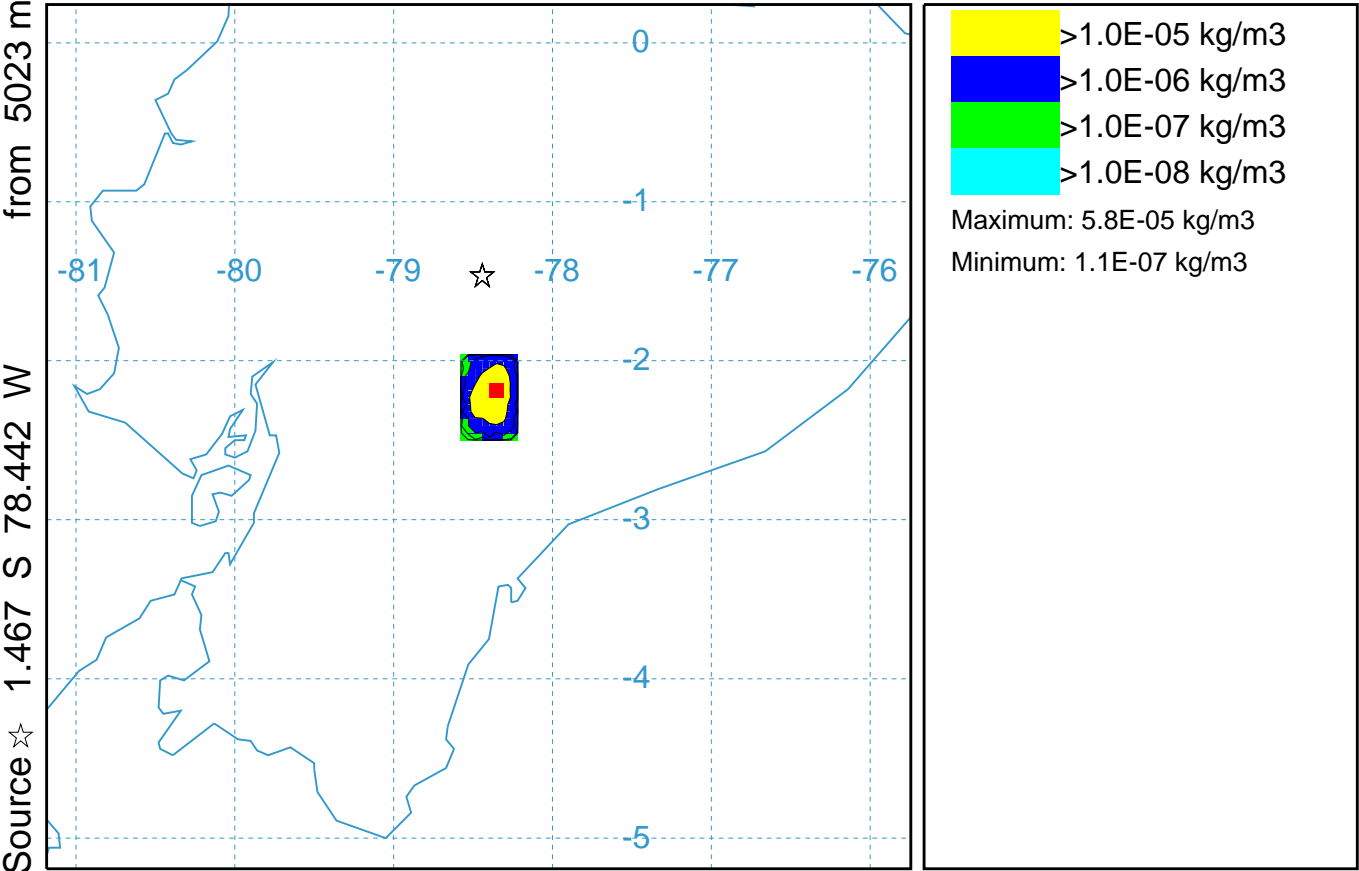 Source ☆ 1.467 S 78.442 W from 5023 m
0
-1
-81 -80 -79 -78 -77 -76
-2
-3
-4
-5
>1.0E-05 kg/m3
>1.0E-06 kg/m3
>1.0E-07 kg/m3
>1.0E-08 kg/m3
Maximum: 5.8E-05 kg/m3
Minimum: 1.1E-07 kg/m3